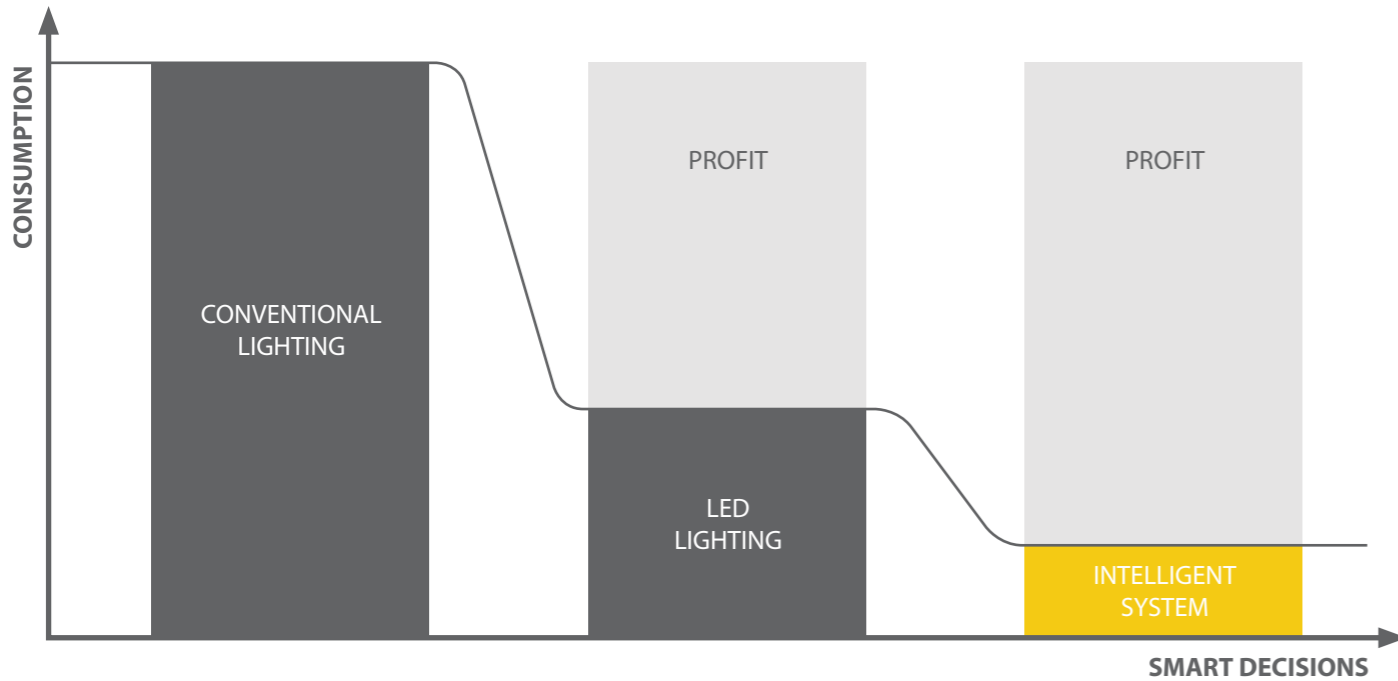 CONSUMPTION
CONVENTIONAL
LIGHTING
PROFIT
LED
LIGHTING
PROFIT
INTELLIGENT
SYSTEM
SMART DECISIONS